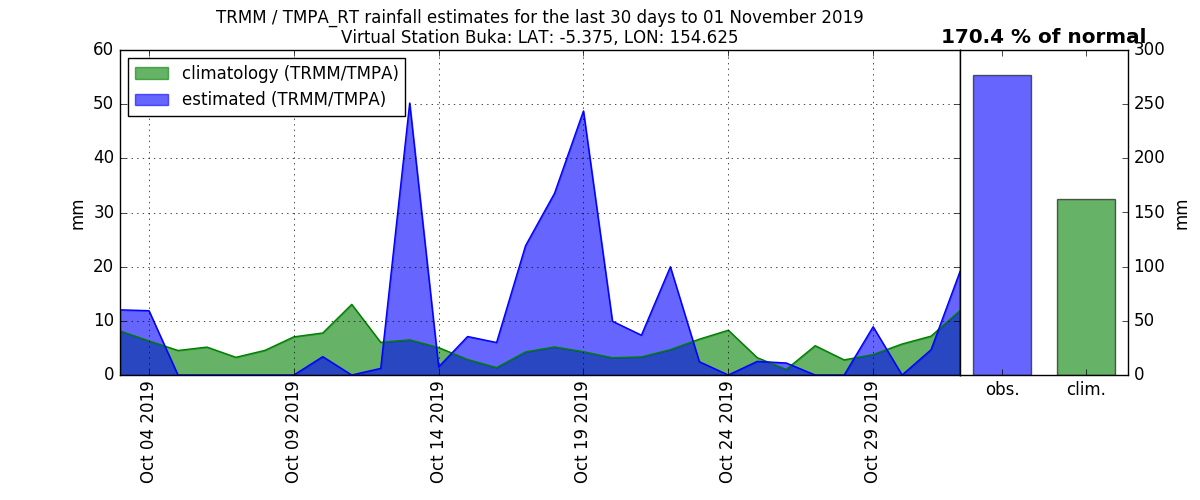 TRMM / TMPA_RT rainfall estimates for the last 30 days to 01 November 2019
Virtual Station Buka: LAT: -5.375, LON: 154.625
170.4 % of normal
climatology (TRMM/TMPA)
estimated (TRMM/TMPA)
mm
60
50
40
30
20
10
0
Oct 04 2019
Oct 09 2019
Oct 14 2019
Oct 19 2019
Oct 24 2019
Oct 29 2019
obs.
clim.
300
250
200
150
100
50
0
mm